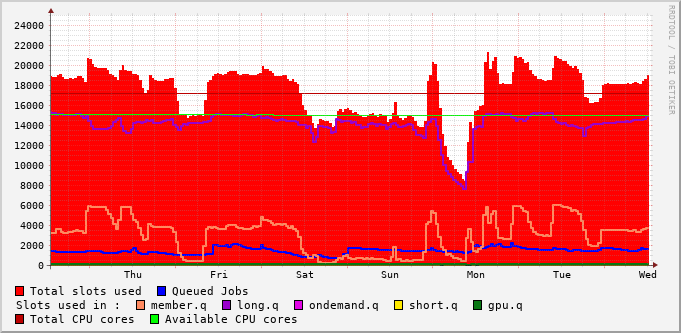 RRDTOOL / TOBI OETIKER
24000
22000
20000
18000
16000
14000
12000
10000
8000
6000
4000
2000
0
Thu Fri Sat Sun Mon Tue Wed
Total slots used Queued Jobs
Slots used in : member.q long.q ondemand.q short.q gpu.q
Total CPU cores Available CPU cores